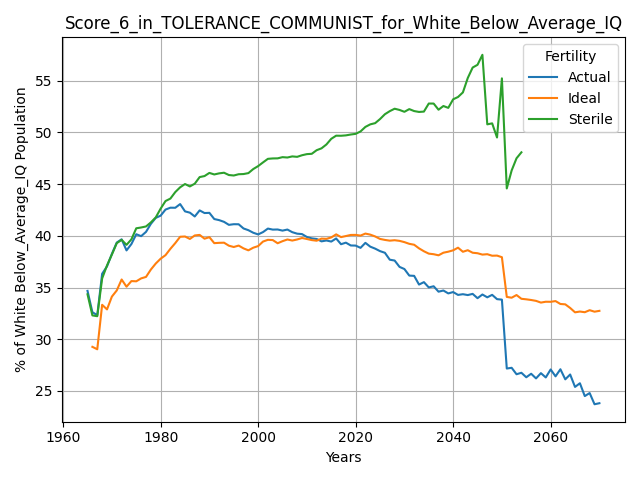 Score_6_in_TOLERANCE_COMMUNIST_for_White_Below_Average_IQ
Fertility
Actual
Ideal
Sterile
% of White Below_Average_IQ Population
55
50
45
40
35
30
25
1960
1980
2000
2020
2040
2060
Years